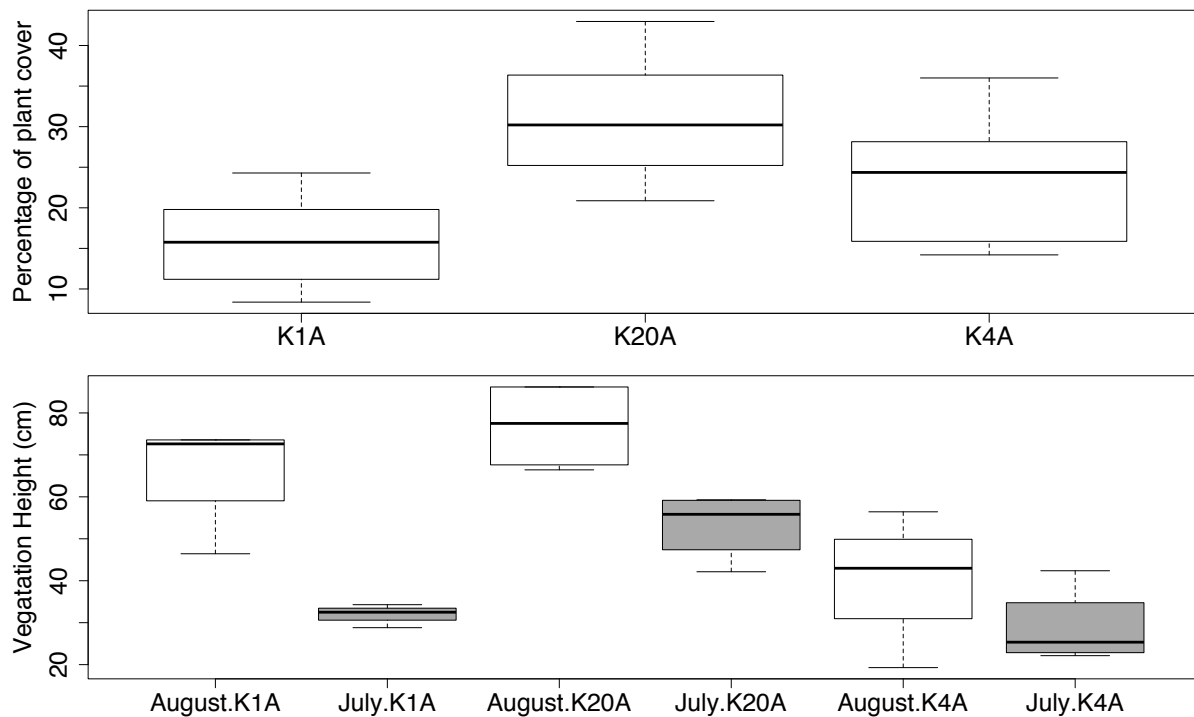 Percentage of plant cover
40
30
20
10
K1A K20A K4A
Vegatation Height (cm)
80
60
40
20
August.K1A July.K1A August.K20A July.K20A August.K4A July.K4A